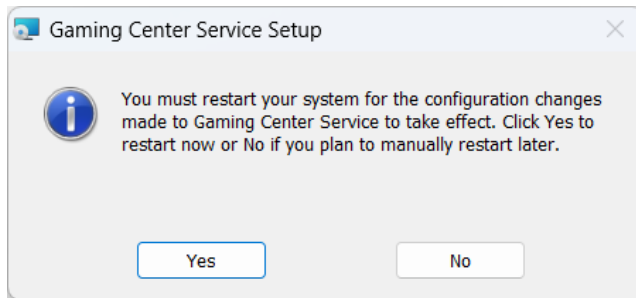 Gaming Center Service Setup
You must restart your system for the configuration changes
made to Gaming Center Service to take effect. Click Yes to
restart now or No if you plan to manually restart later.
Yes
No